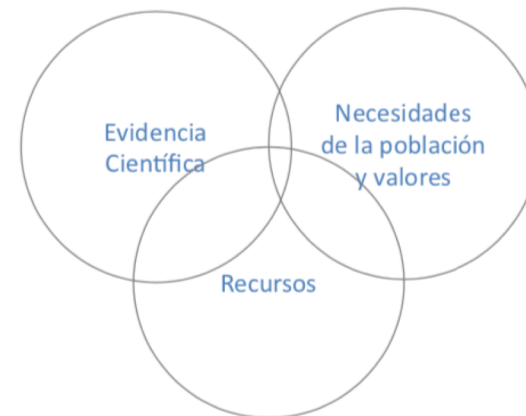 Evidencia
Científica
Necesidades
de la población
y valores
Recursos